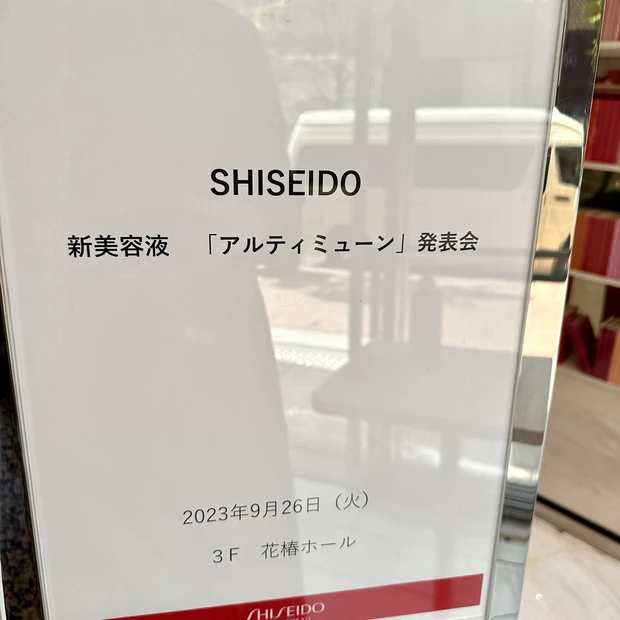 SHISEIDO
新美容液　「アルティミューン」発表会
2023年9月26日（火）
3F　花椿ホール
SHISEIDO